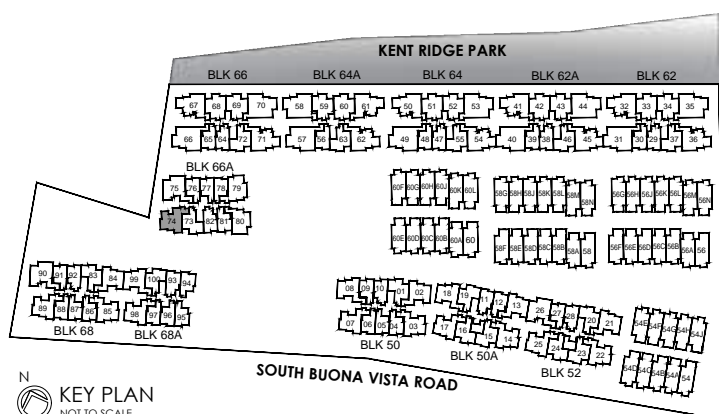 KENT RIDGE PARK
BLK 66 BLK 64A BLK 64 BLK 62A BLK 62
67 68 69 70 58 59 60 61 50 51 52 53 41 42 43 44 32 33 34 35
66 65 64 72 71 57 56 63 62 49 48 47 55 54 40 39 38 46 45 31 30 29 37 36
BLK 66A
75 76 77 78 79 60F 60G 60H 60J 60K 60L 58G 58H 58J 58K 58L 58M 58N 56G 56H 56J 56K 56L 56M 56N
74 73 82 81 80 60E 60D 60C 60B 60A 60 58F 58E 58D 58C 58B 58A 58 56F 56E 56D 56C 56B 56A 56
90 91 92 83 84 99 100 93 94 08 09 10 01 02 18 19 11 12 13 26 27 28 20 21 54E 54F 54G 54H 54J
89 88 87 86 85 98 97 96 95 07 06 05 04 03 17 16 15 14 25 24 23 22 54D 54C 54B 54A 54
BLK 68 BLK 68A BLK 50 BLK 50A BLK 52
SOUTH BUONA VISTA ROAD
N
KEY PLAN
NOT TO SCALE